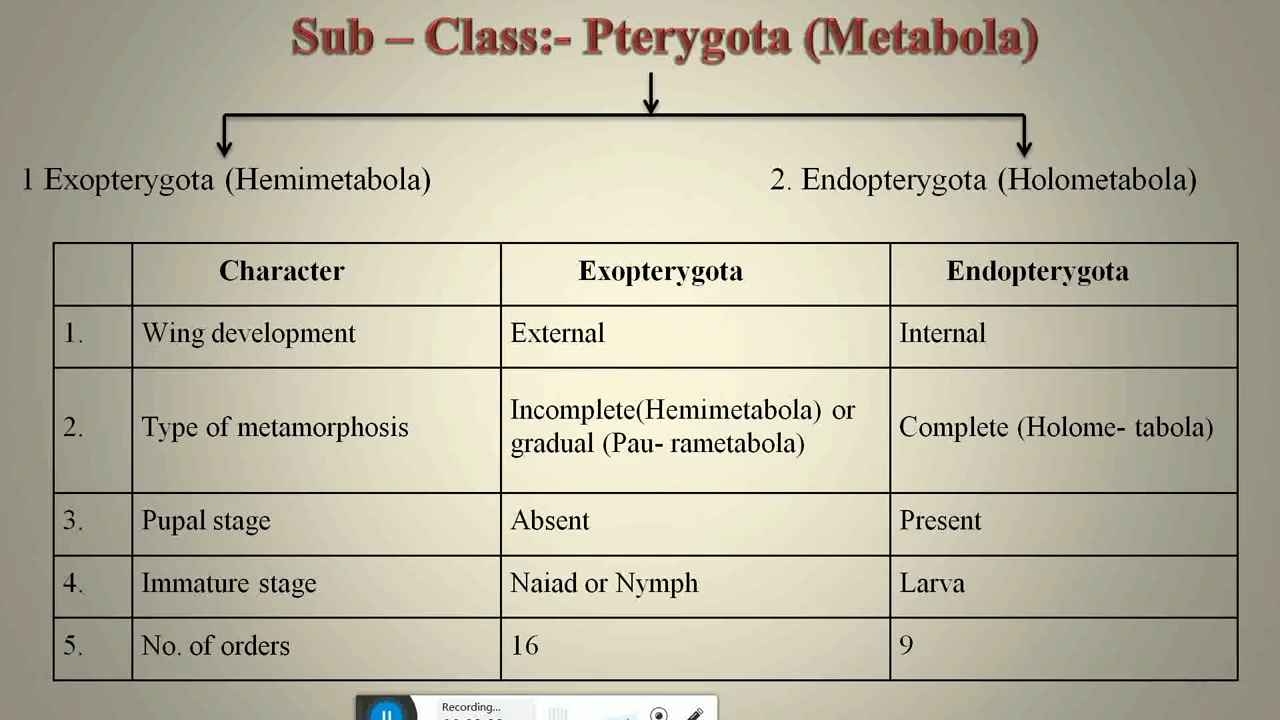 Sub – Class:- Pterygota (Metabola)
1 Exopterygota (Hemimetabola)
2. Endopterygota (Holometabola)
Character Exopterygota Endopterygota
1. Wing development External Internal
2. Type of metamorphosis Incomplete(Hemimetabola) or gradual (Pau- rametabola) Complete (Holome- tabola)
3. Pupal stage Absent Present
4. Immature stage Naiad or Nymph Larva
5. No. of orders 16 9
Recording...